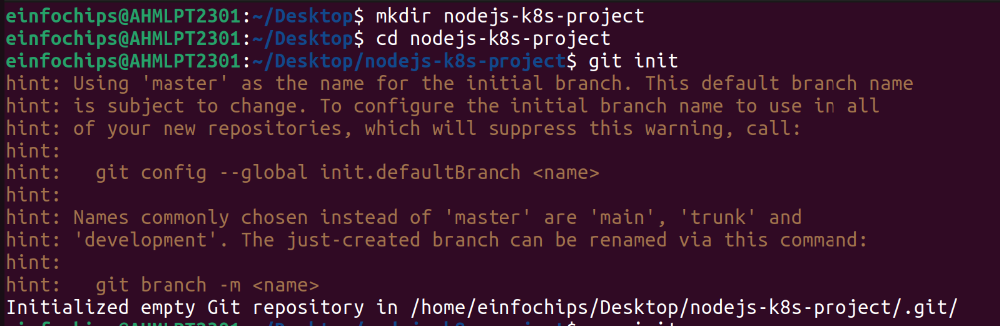 einfochips@AHMLPT2301:~/Desktop$ mkdir nodejs-k8s-project
einfochips@AHMLPT2301:~/Desktop$ cd nodejs-k8s-project
einfochips@AHMLPT2301:~/Desktop/nodejs-k8s-project$ git init
hint: Using 'master' as the name for the initial branch. This default branch name
hint: is subject to change. To configure the initial branch name to use in all
hint: of your new repositories, which will suppress this warning, call:
hint:
hint:   git config --global init.defaultBranch <name>
hint:
hint: Names commonly chosen instead of 'master' are 'main', 'trunk' and
hint: 'development'. The just-created branch can be renamed via this command:
hint:
hint:   git branch -m <name>
Initialized empty Git repository in /home/einfochips/Desktop/nodejs-k8s-project/.git/